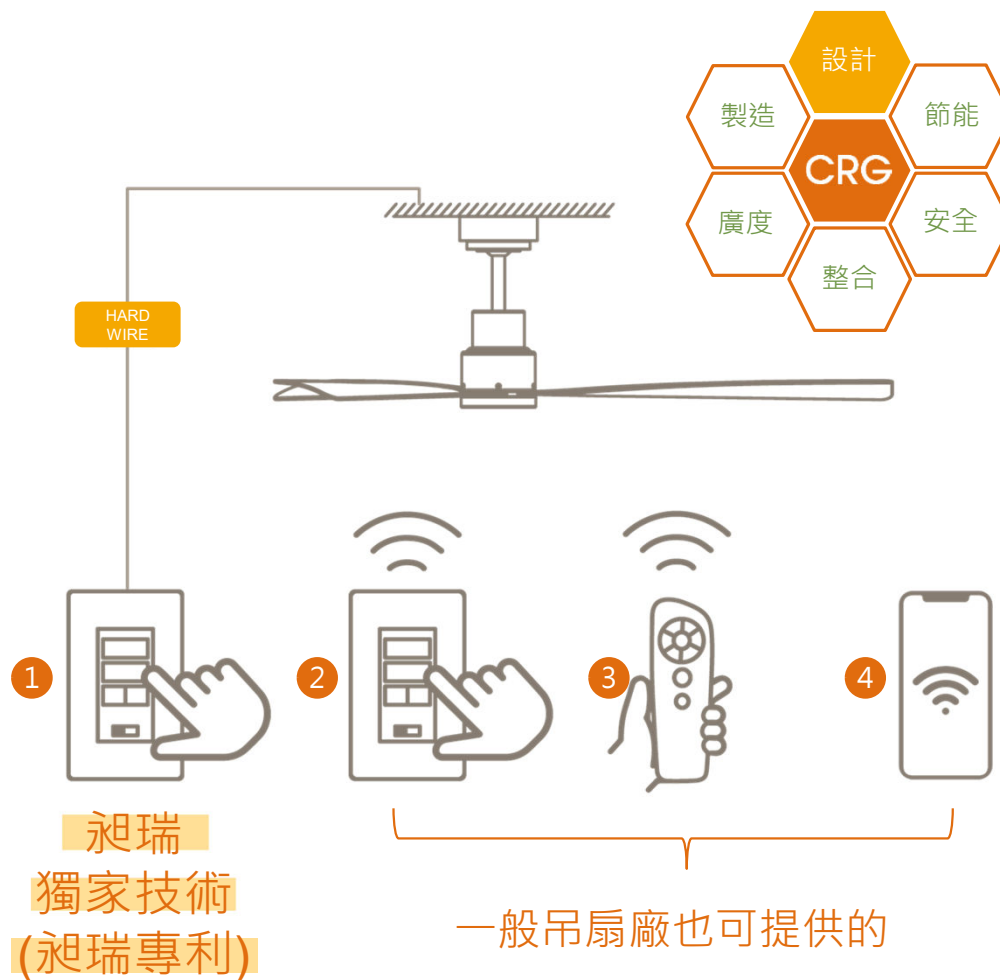 設計
製造
節能
CRG
廣度
安全
整合
HARD
WIRE
1
2
3
4
昶瑞
獨家技術
(昶瑞專利)
一般吊扇廠也可提供的